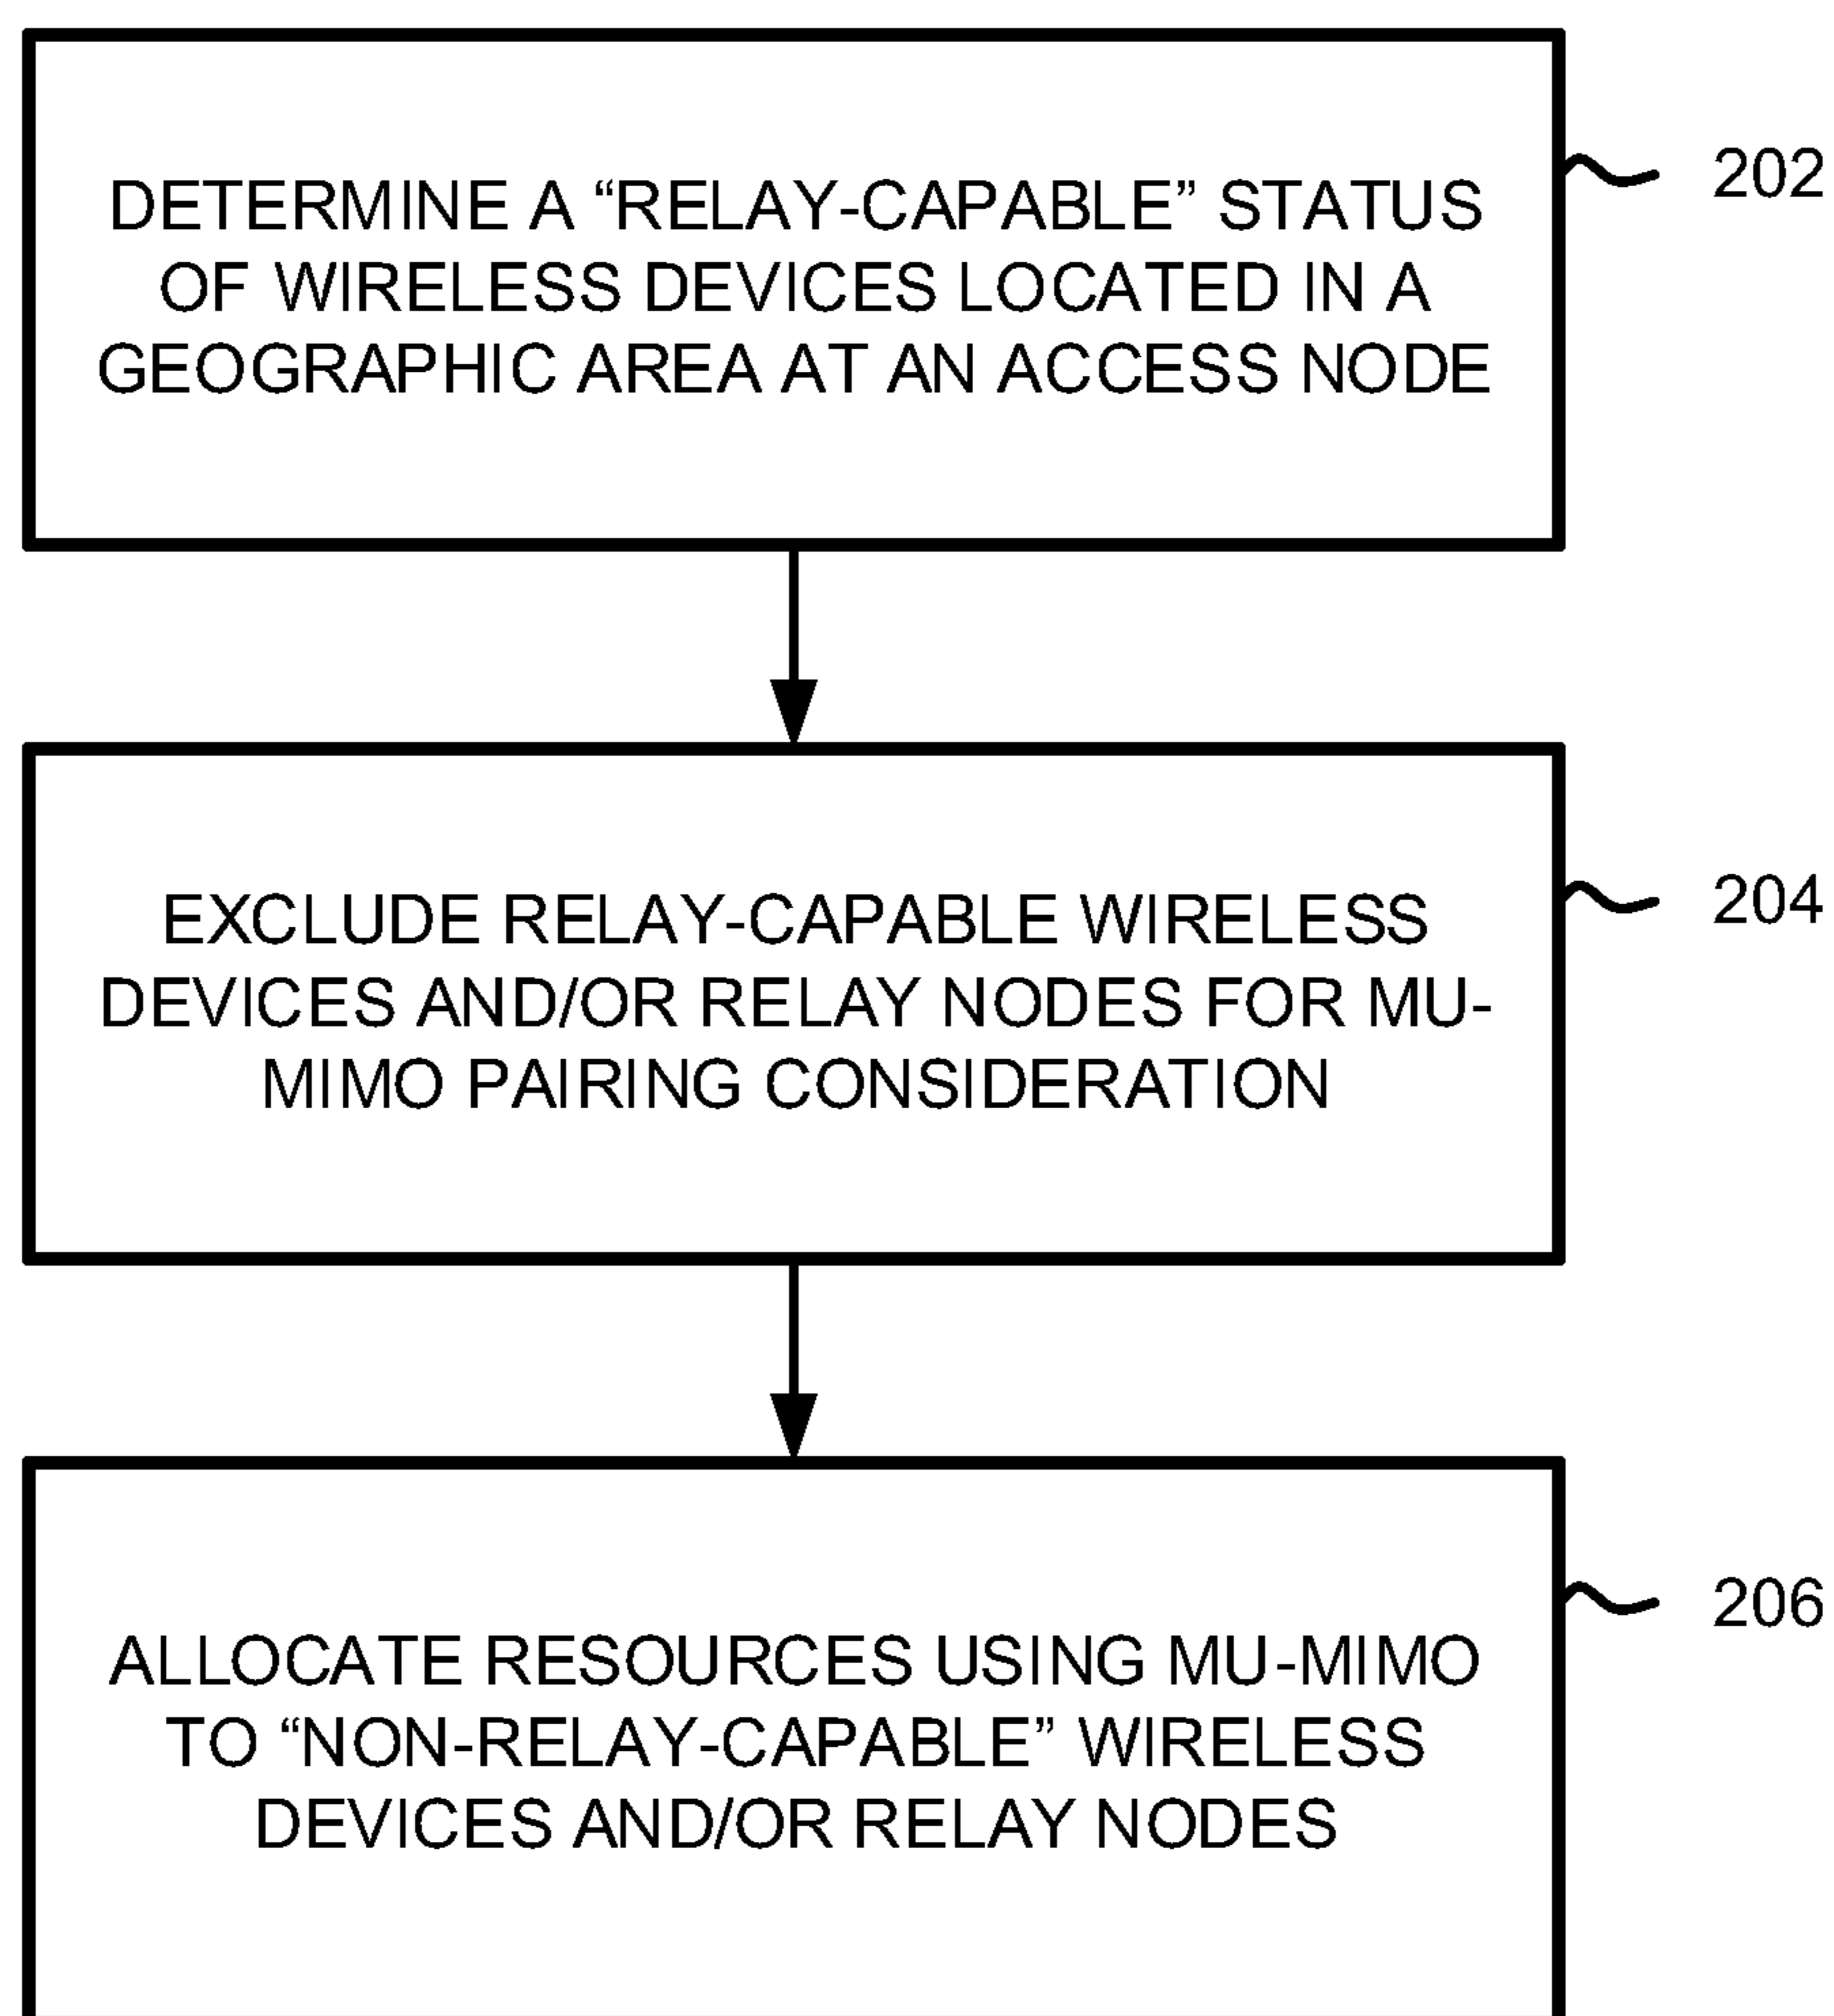 DETERMINE A “RELAY-CAPABLE” STATUS
OF WIRELESS DEVICES LOCATED IN A
GEOGRAPHIC AREA AT AN ACCESS NODE
202
EXCLUDE RELAY-CAPABLE WIRELESS
DEVICES AND/OR RELAY NODES FOR MU-
MIMO PAIRING CONSIDERATION
204
ALLOCATE RESOURCES USING MU-MIMO
TO “NON-RELAY-CAPABLE” WIRELESS
DEVICES AND/OR RELAY NODES
206